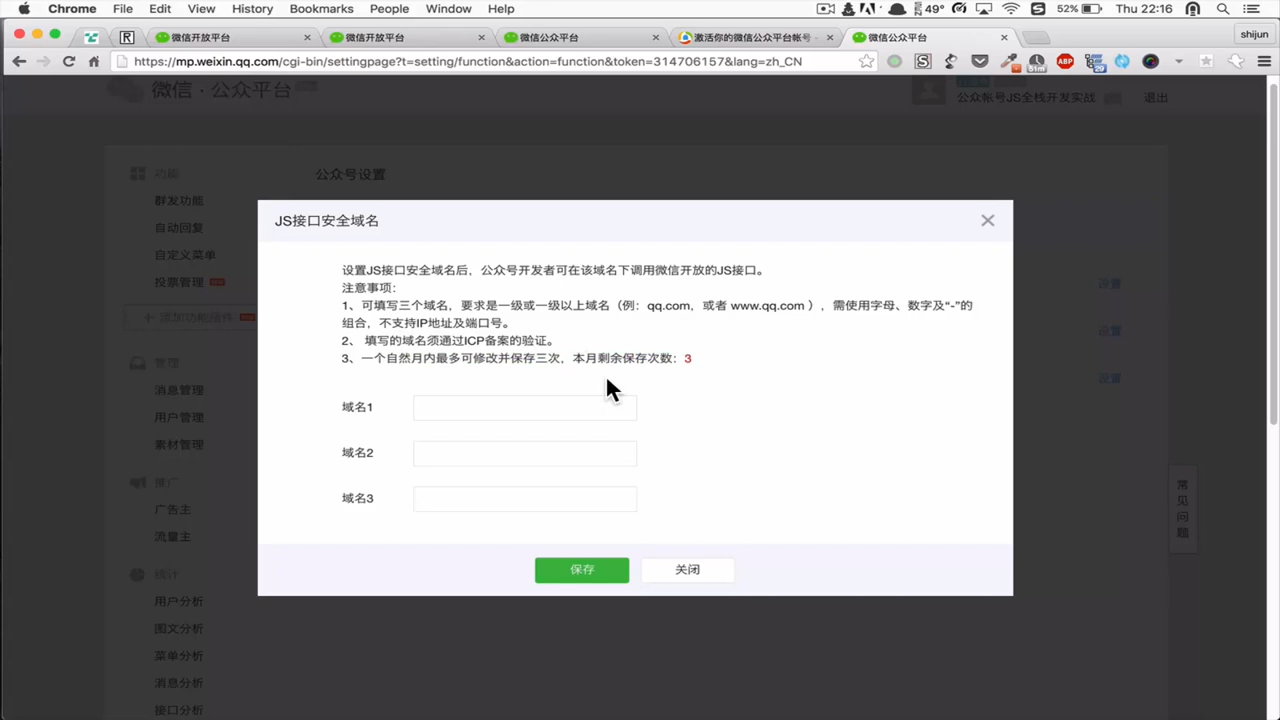 Chrome File Edit View History Bookmarks People Window Help 49° 52% Thu 22:16
微信开放平台 微信开放平台 微信公众平台 激活你的微信公众平台帐号 - 微信公众平台 shijun
https://mp.weixin.qq.com/cgi-bin/settingpage?t=setting/function&action=function&token=314706157&lang=zh_CN
微信·公众平台
公众帐号JS全栈开发实战 退出
功能
公众号设置
群发功能
自动回复
自定义菜单
投票管理
添加功能插件
管理
消息管理
用户管理
素材管理
推广
广告主
流量主
统计
用户分析
图文分析
菜单分析
消息分析
接口分析
JS接口安全域名
设置JS接口安全域名后，公众号开发者可在该域名下调用微信开放的JS接口。
注意事项:
1、可填写三个域名，要求是一级或一级以上域名（例：qq.com，或者 www.qq.com ），需使用字母、数字及“-”的
组合，不支持IP地址及端口号。
2、 填写的域名须通过ICP备案的验证。
3、一个自然月内最多可修改并保存三次，本月剩余保存次数：3
域名1
域名2
域名3
保存 关闭
设置
设置
设置
常见问题